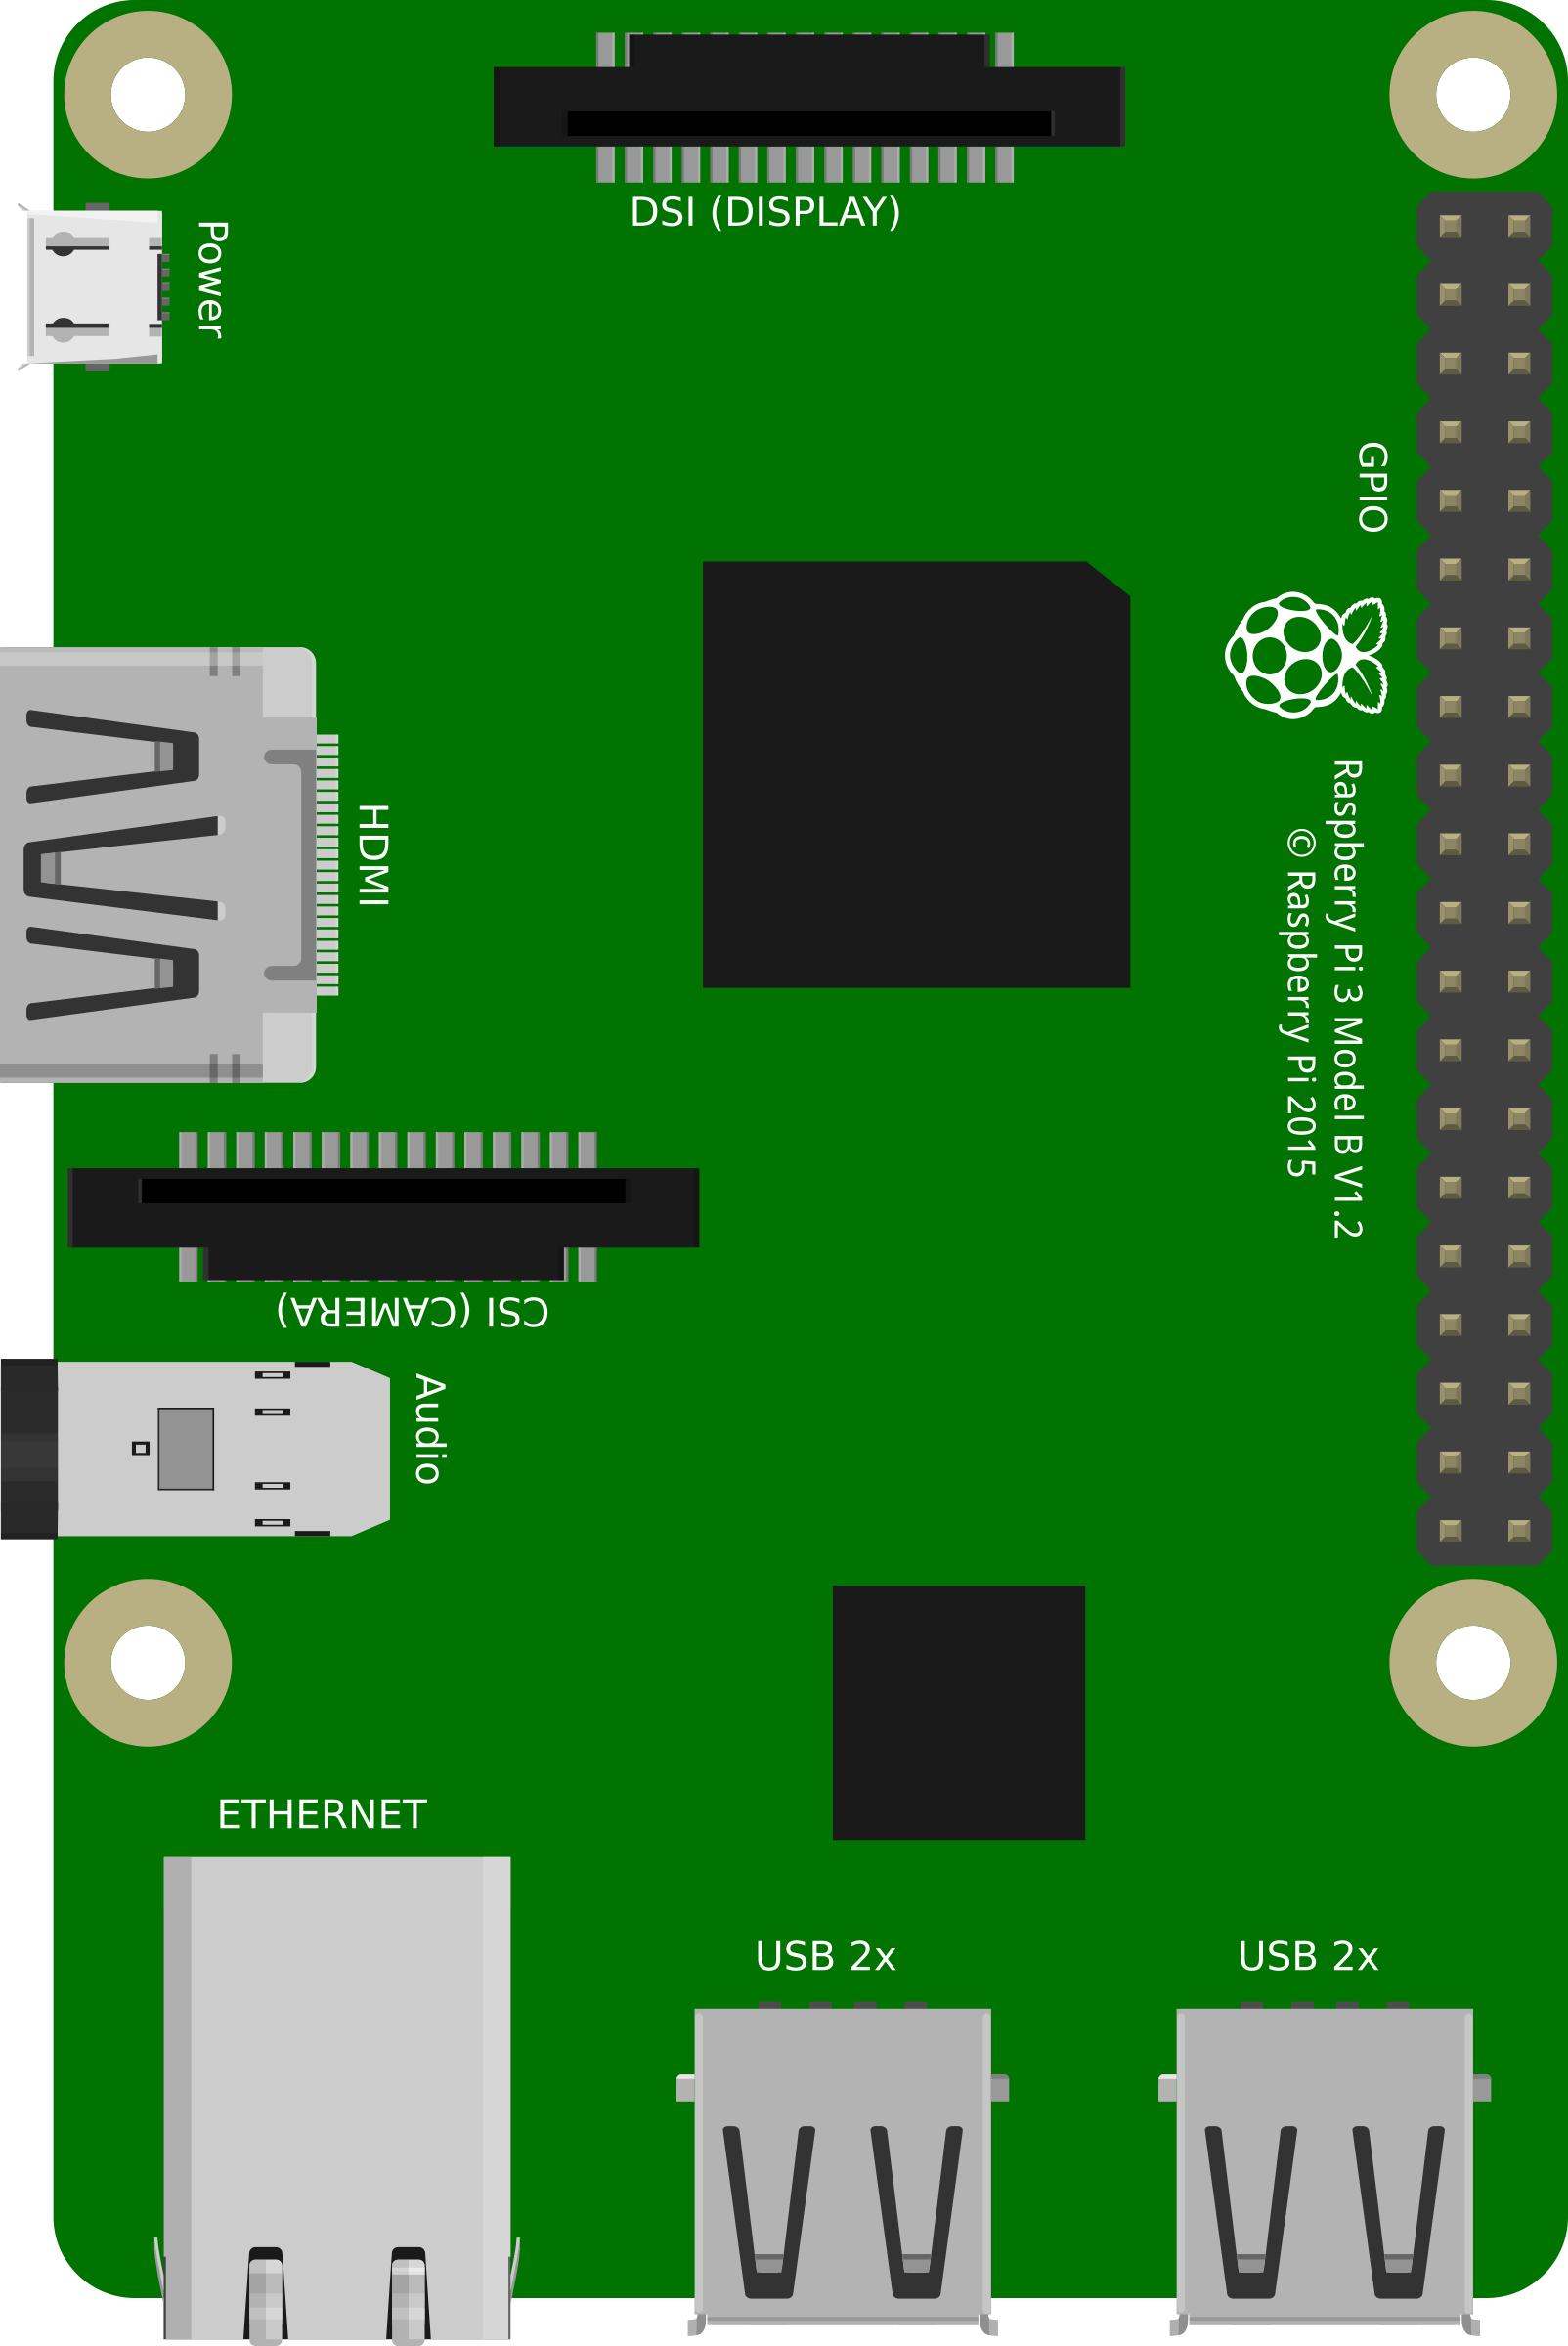 DSI (DISPLAY)
Power
GPIO
HDMI
Raspberry Pi 3 Model B V1.2
© Raspberry Pi 2015
CSI (CAMERA)
Audio
ETHERNET
USB 2x
USB 2x